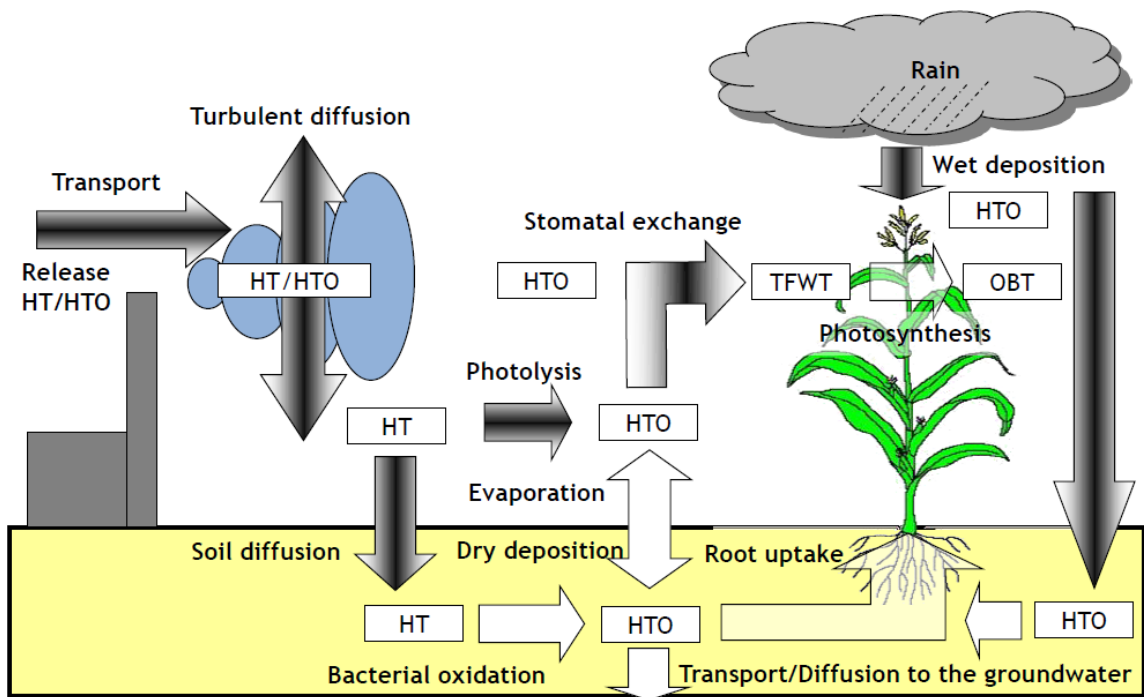 Rain
Turbulent diffusion
Wet deposition
Transport
HTO
Stomatal exchange
Release
HT/HTO
HT/HTO
HTO
TFWT
OBT
Photosynthesis
Photolysis
HT
HTO
Evaporation
Soil diffusion
Dry deposition
Root uptake
HT
HTO
HTO
Bacterial oxidation
Transport/Diffusion to the groundwater